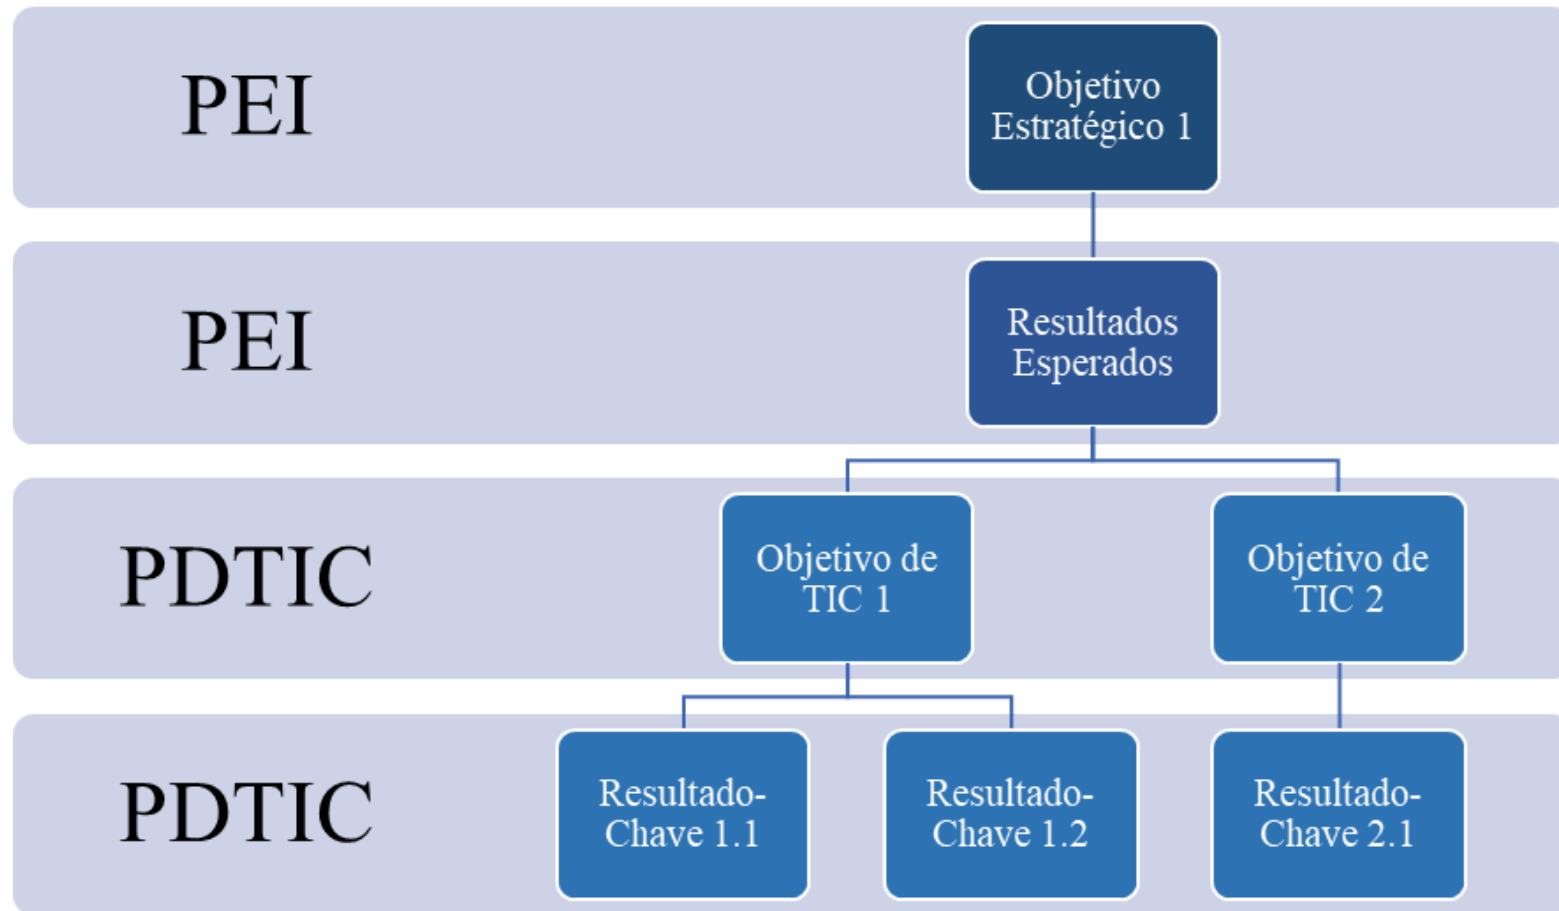 PEI
Objetivo
Estratégico 1
PEI
Resultados
Esperados
PDTIC
Objetivo de
TIC 1
Objetivo de
TIC 2
PDTIC
Resultado-
Chave 1.1
Resultado-
Chave 1.2
Resultado-
Chave 2.1